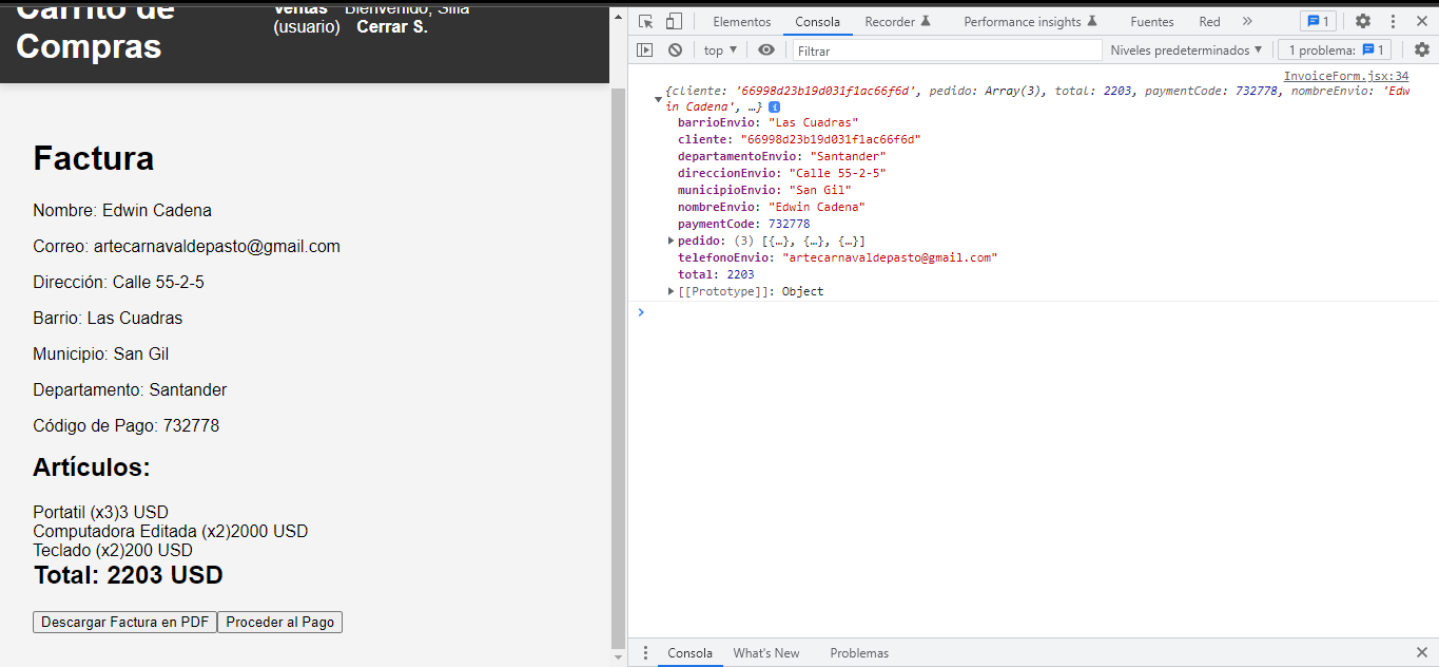 Carrito de
Compras
Ventas Bienvenido, Silla
(usuario) Cerrar S.
Factura
Nombre: Edwin Cadena
Correo: artecarnavaldepasto@gmail.com
Dirección: Calle 55-2-5
Barrio: Las Cuadras
Municipio: San Gil
Departamento: Santander
Código de Pago: 732778
Artículos:
Portatil (x3)3 USD
Computadora Editada (x2)2000 USD
Teclado (x2)200 USD
Total: 2203 USD
Descargar Factura en PDF Proceder al Pago
Elementos Consola Recorder Performance insights Fuentes Red » 1
top Filtrar Niveles predeterminados 1 problema: 1
InvoiceForm.jsx:34
{cliente: '66998d23b19d031f1ac66f6d', pedido: Array(3), total: 2203, paymentCode: 732778, nombreEnvio: 'Edw
in Cadena', …} i
barrioEnvio: "Las Cuadras"
cliente: "66998d23b19d031f1ac66f6d"
departamentoEnvio: "Santander"
direccionEnvio: "Calle 55-2-5"
municipioEnvio: "San Gil"
nombreEnvio: "Edwin Cadena"
paymentCode: 732778
pedido: (3) [{…}, {…}, {…}]
telefonoEnvio: "artecarnavaldepasto@gmail.com"
total: 2203
[[Prototype]]: Object
Consola What's New Problemas